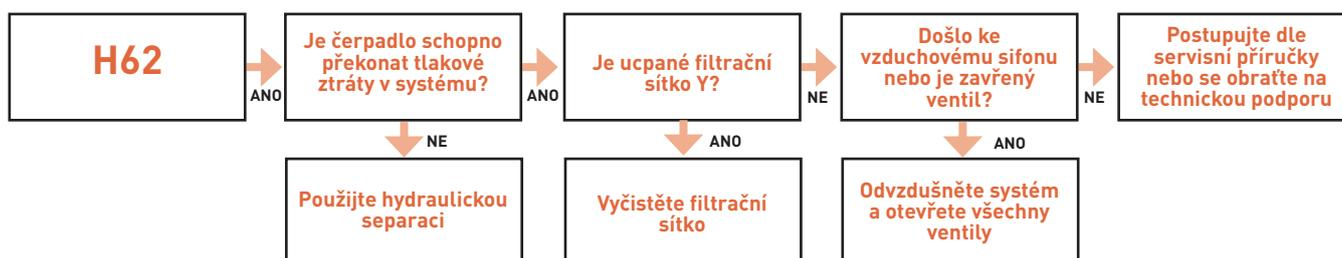 H62
ANO
Je čerpadlo schopno
překonat tlakové
ztráty v systému?
ANO
Je ucpané filtrační
sítko Y?
NE
Došlo ke
vzduchovému sifonu
nebo je zavřený
ventil?
NE
Postupujte dle
servisní příručky
nebo se obraťte na
technickou podporu
NE
ANO
ANO
Použijte hydraulickou
separaci
Vyčistěte filtrační
sítko
Odvzdušněte systém
a otevřete všechny
ventily